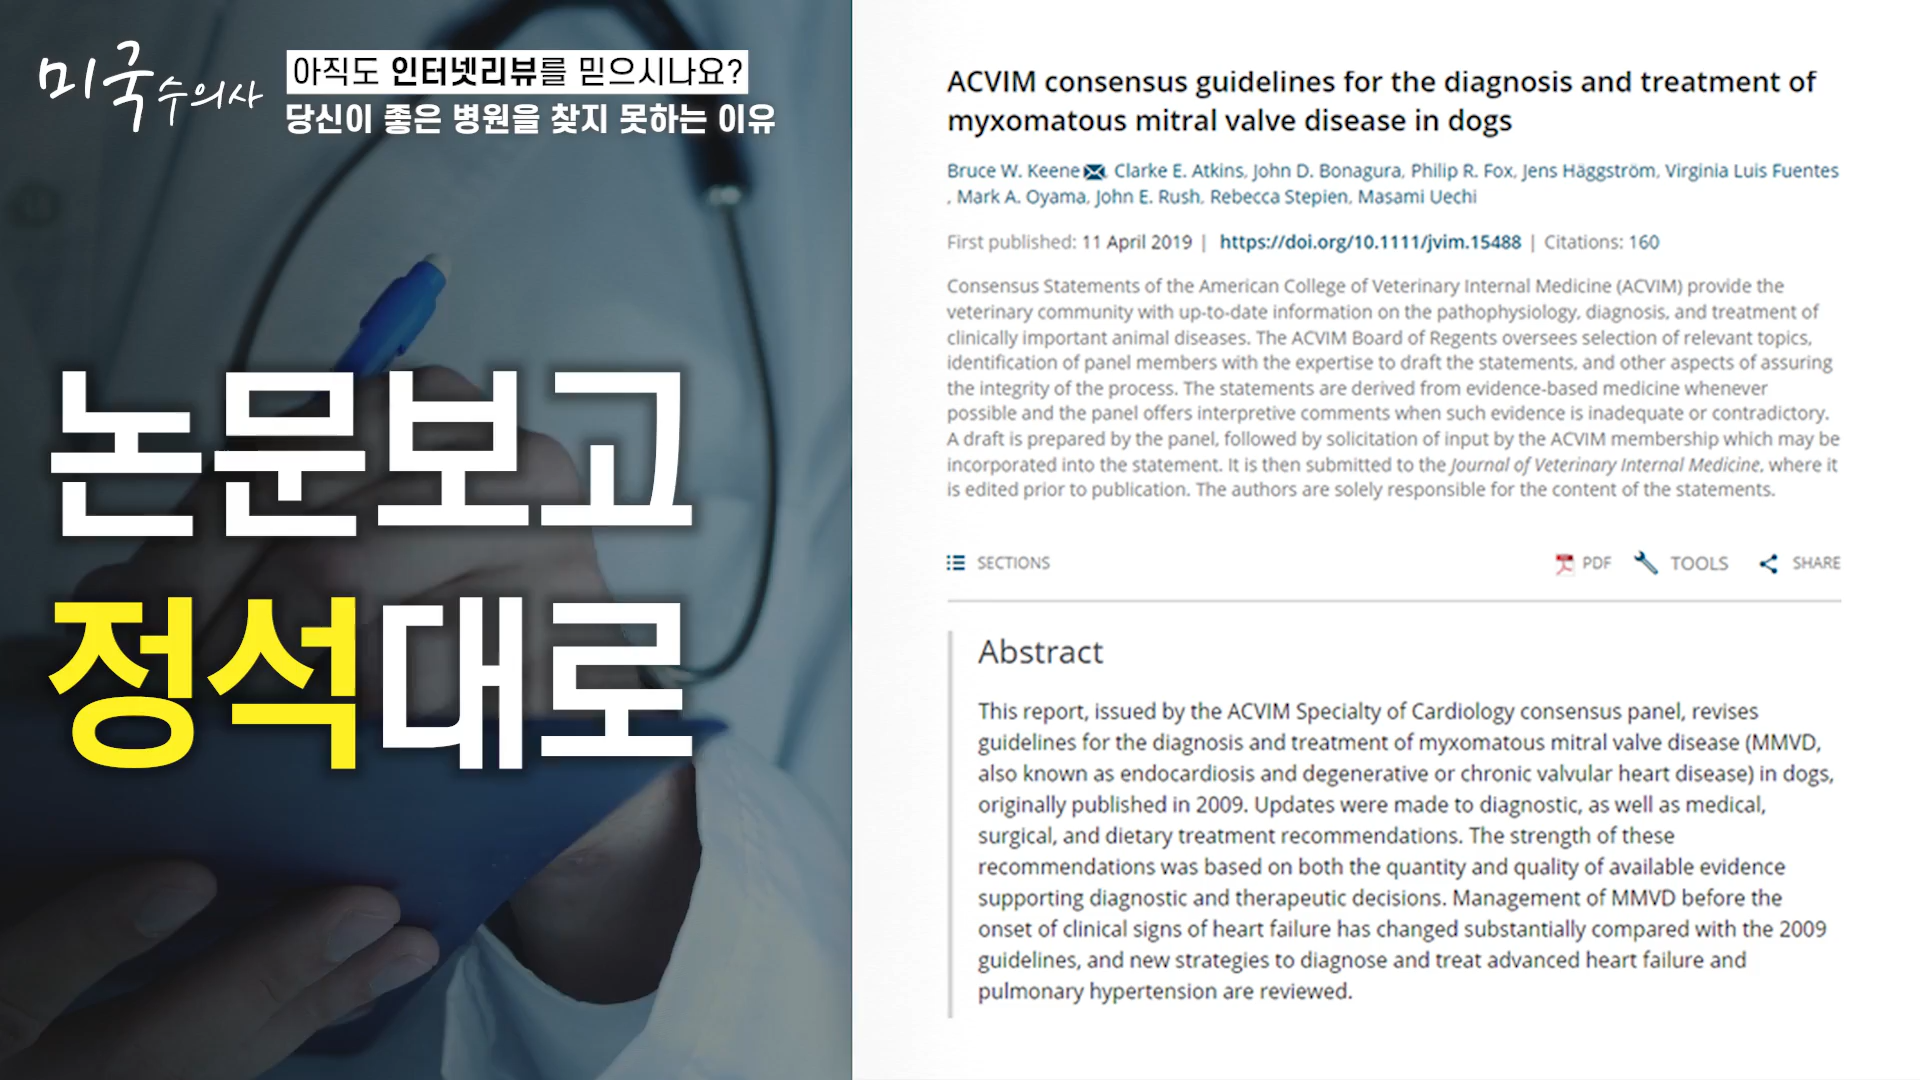 미국수의사
아직도 인터넷리뷰를 믿으시나요?
당신이 좋은 병원을 찾지 못하는 이유
논문보고
정석대로
ACVIM consensus guidelines for the diagnosis and treatment of
myxomatous mitral valve disease in dogs
Bruce W. Keene, Clarke E. Atkins, John D. Bonagura, Philip R. Fox, Jens Häggström, Virginia Luis Fuentes
, Mark A. Oyama, John E. Rush, Rebecca Stepien, Masami Uechi
First published: 11 April 2019 | https://doi.org/10.1111/jvim.15488 | Citations: 160
Consensus Statements of the American College of Veterinary Internal Medicine (ACVIM) provide the
veterinary community with up-to-date information on the pathophysiology, diagnosis, and treatment of
clinically important animal diseases. The ACVIM Board of Regents oversees selection of relevant topics,
identification of panel members with the expertise to draft the statements, and other aspects of assuring
the integrity of the process. The statements are derived from evidence-based medicine whenever
possible and the panel offers interpretive comments when such evidence is inadequate or contradictory.
A draft is prepared by the panel, followed by solicitation of input by the ACVIM membership which may be
incorporated into the statement. It is then submitted to the Journal of Veterinary Internal Medicine, where it
is edited prior to publication. The authors are solely responsible for the content of the statements.
SECTIONS PDF TOOLS SHARE
Abstract
This report, issued by the ACVIM Specialty of Cardiology consensus panel, revises
guidelines for the diagnosis and treatment of myxomatous mitral valve disease (MMVD,
also known as endocardiosis and degenerative or chronic valvular heart disease) in dogs,
originally published in 2009. Updates were made to diagnostic, as well as medical,
surgical, and dietary treatment recommendations. The strength of these
recommendations was based on both the quantity and quality of available evidence
supporting diagnostic and therapeutic decisions. Management of MMVD before the
onset of clinical signs of heart failure has changed substantially compared with the 2009
guidelines, and new strategies to diagnose and treat advanced heart failure and
pulmonary hypertension are reviewed.